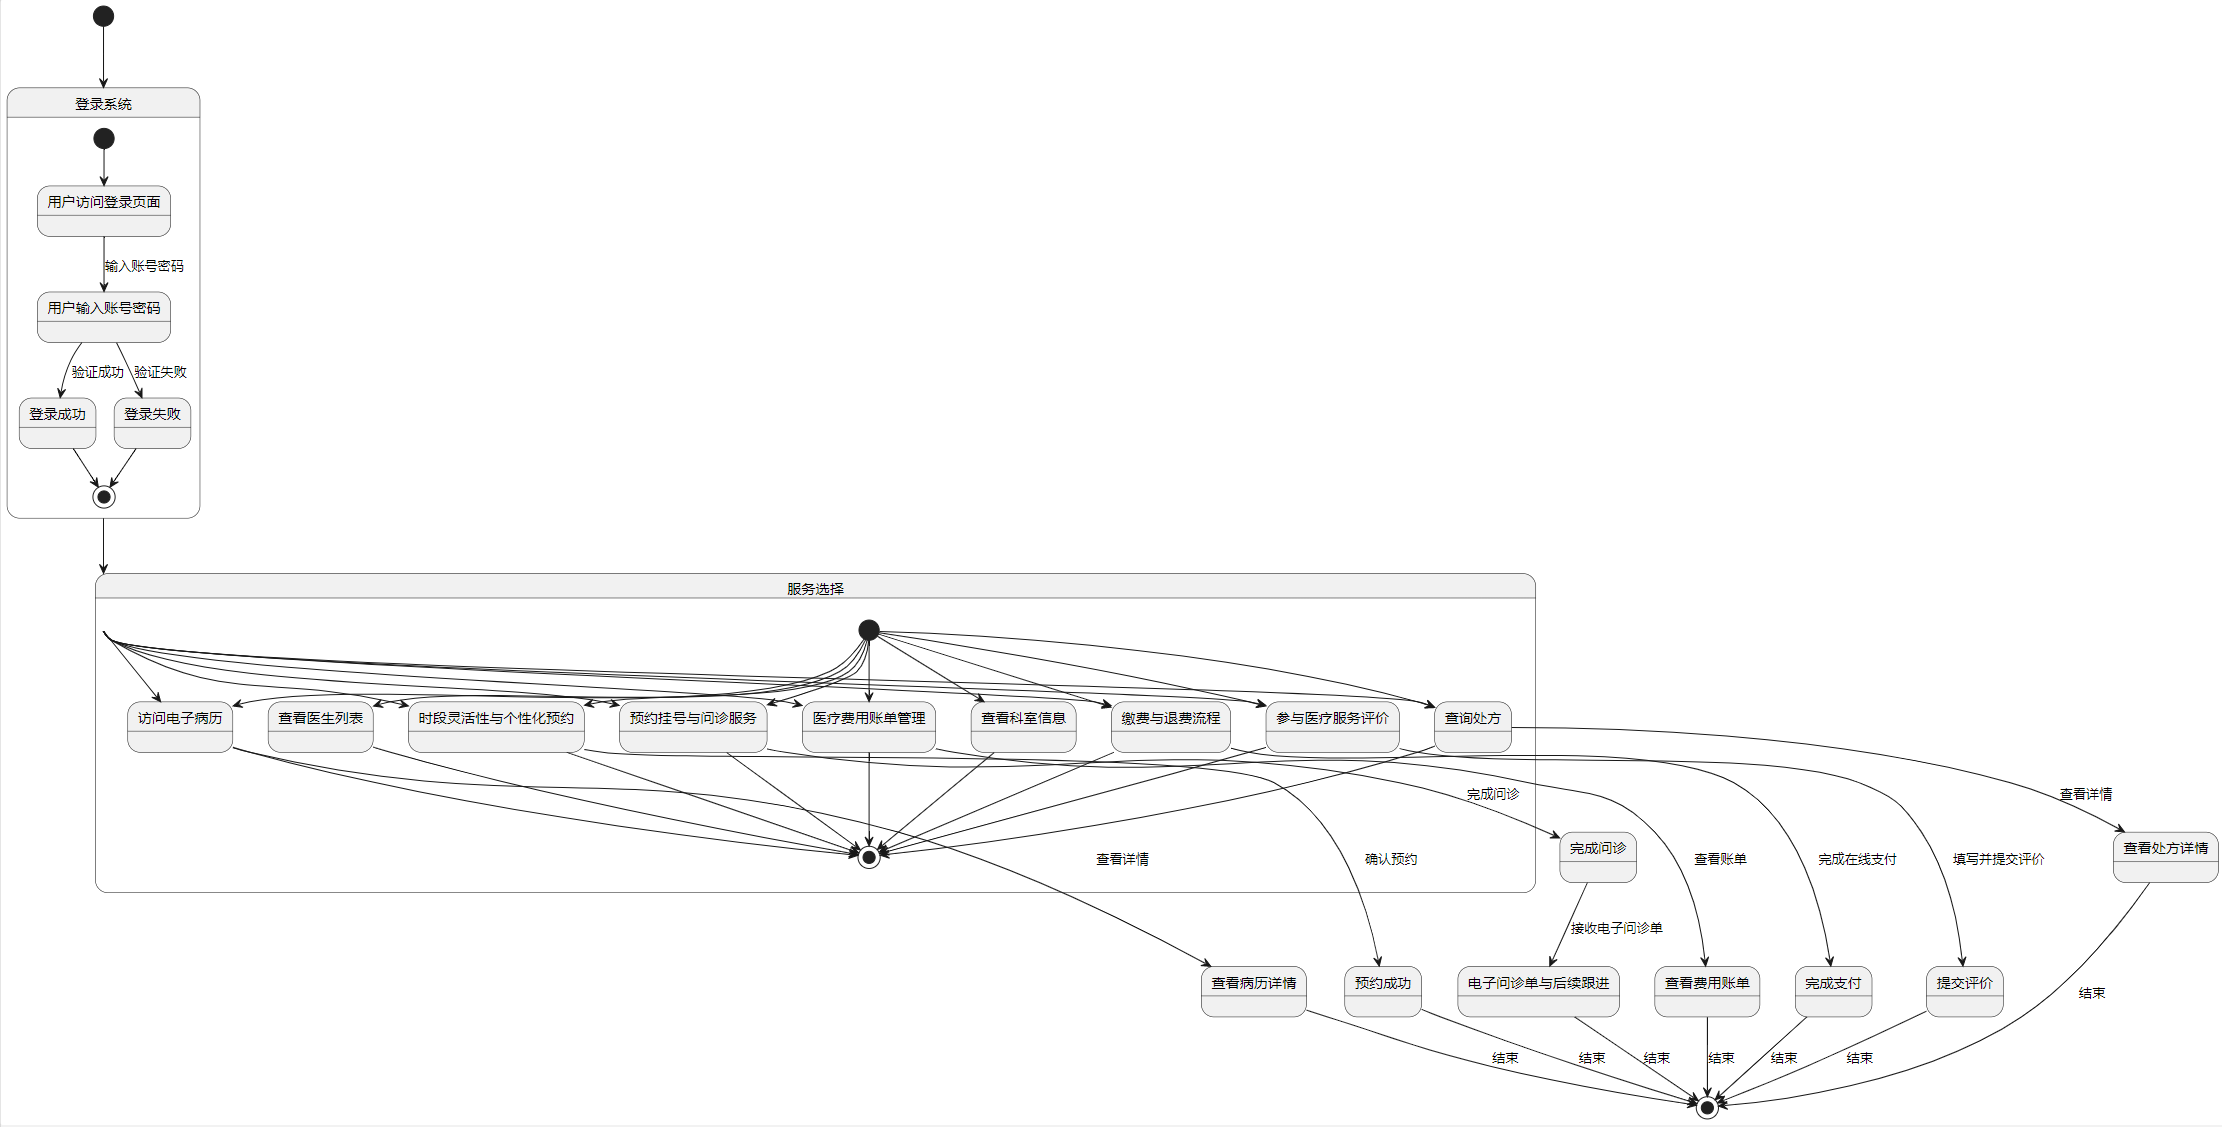 登录系统
用户访问登录页面
输入账号密码
用户输入账号密码
验证成功
验证失败
登录成功
登录失败
服务选择
访问电子病历
查看医生列表
时段灵活性与个性化预约
预约挂号与问诊服务
医疗费用账单管理
查看科室信息
缴费与退费流程
参与医疗服务评价
查询处方
完成问诊
查看详情
查看详情
确认预约
完成问诊
查看账单
完成在线支付
填写并提交评价
查看处方详情
接收电子问诊单
查看病历详情
预约成功
电子问诊单与后续跟进
查看费用账单
完成支付
提交评价
结束
结束
结束
结束
结束
结束
结束